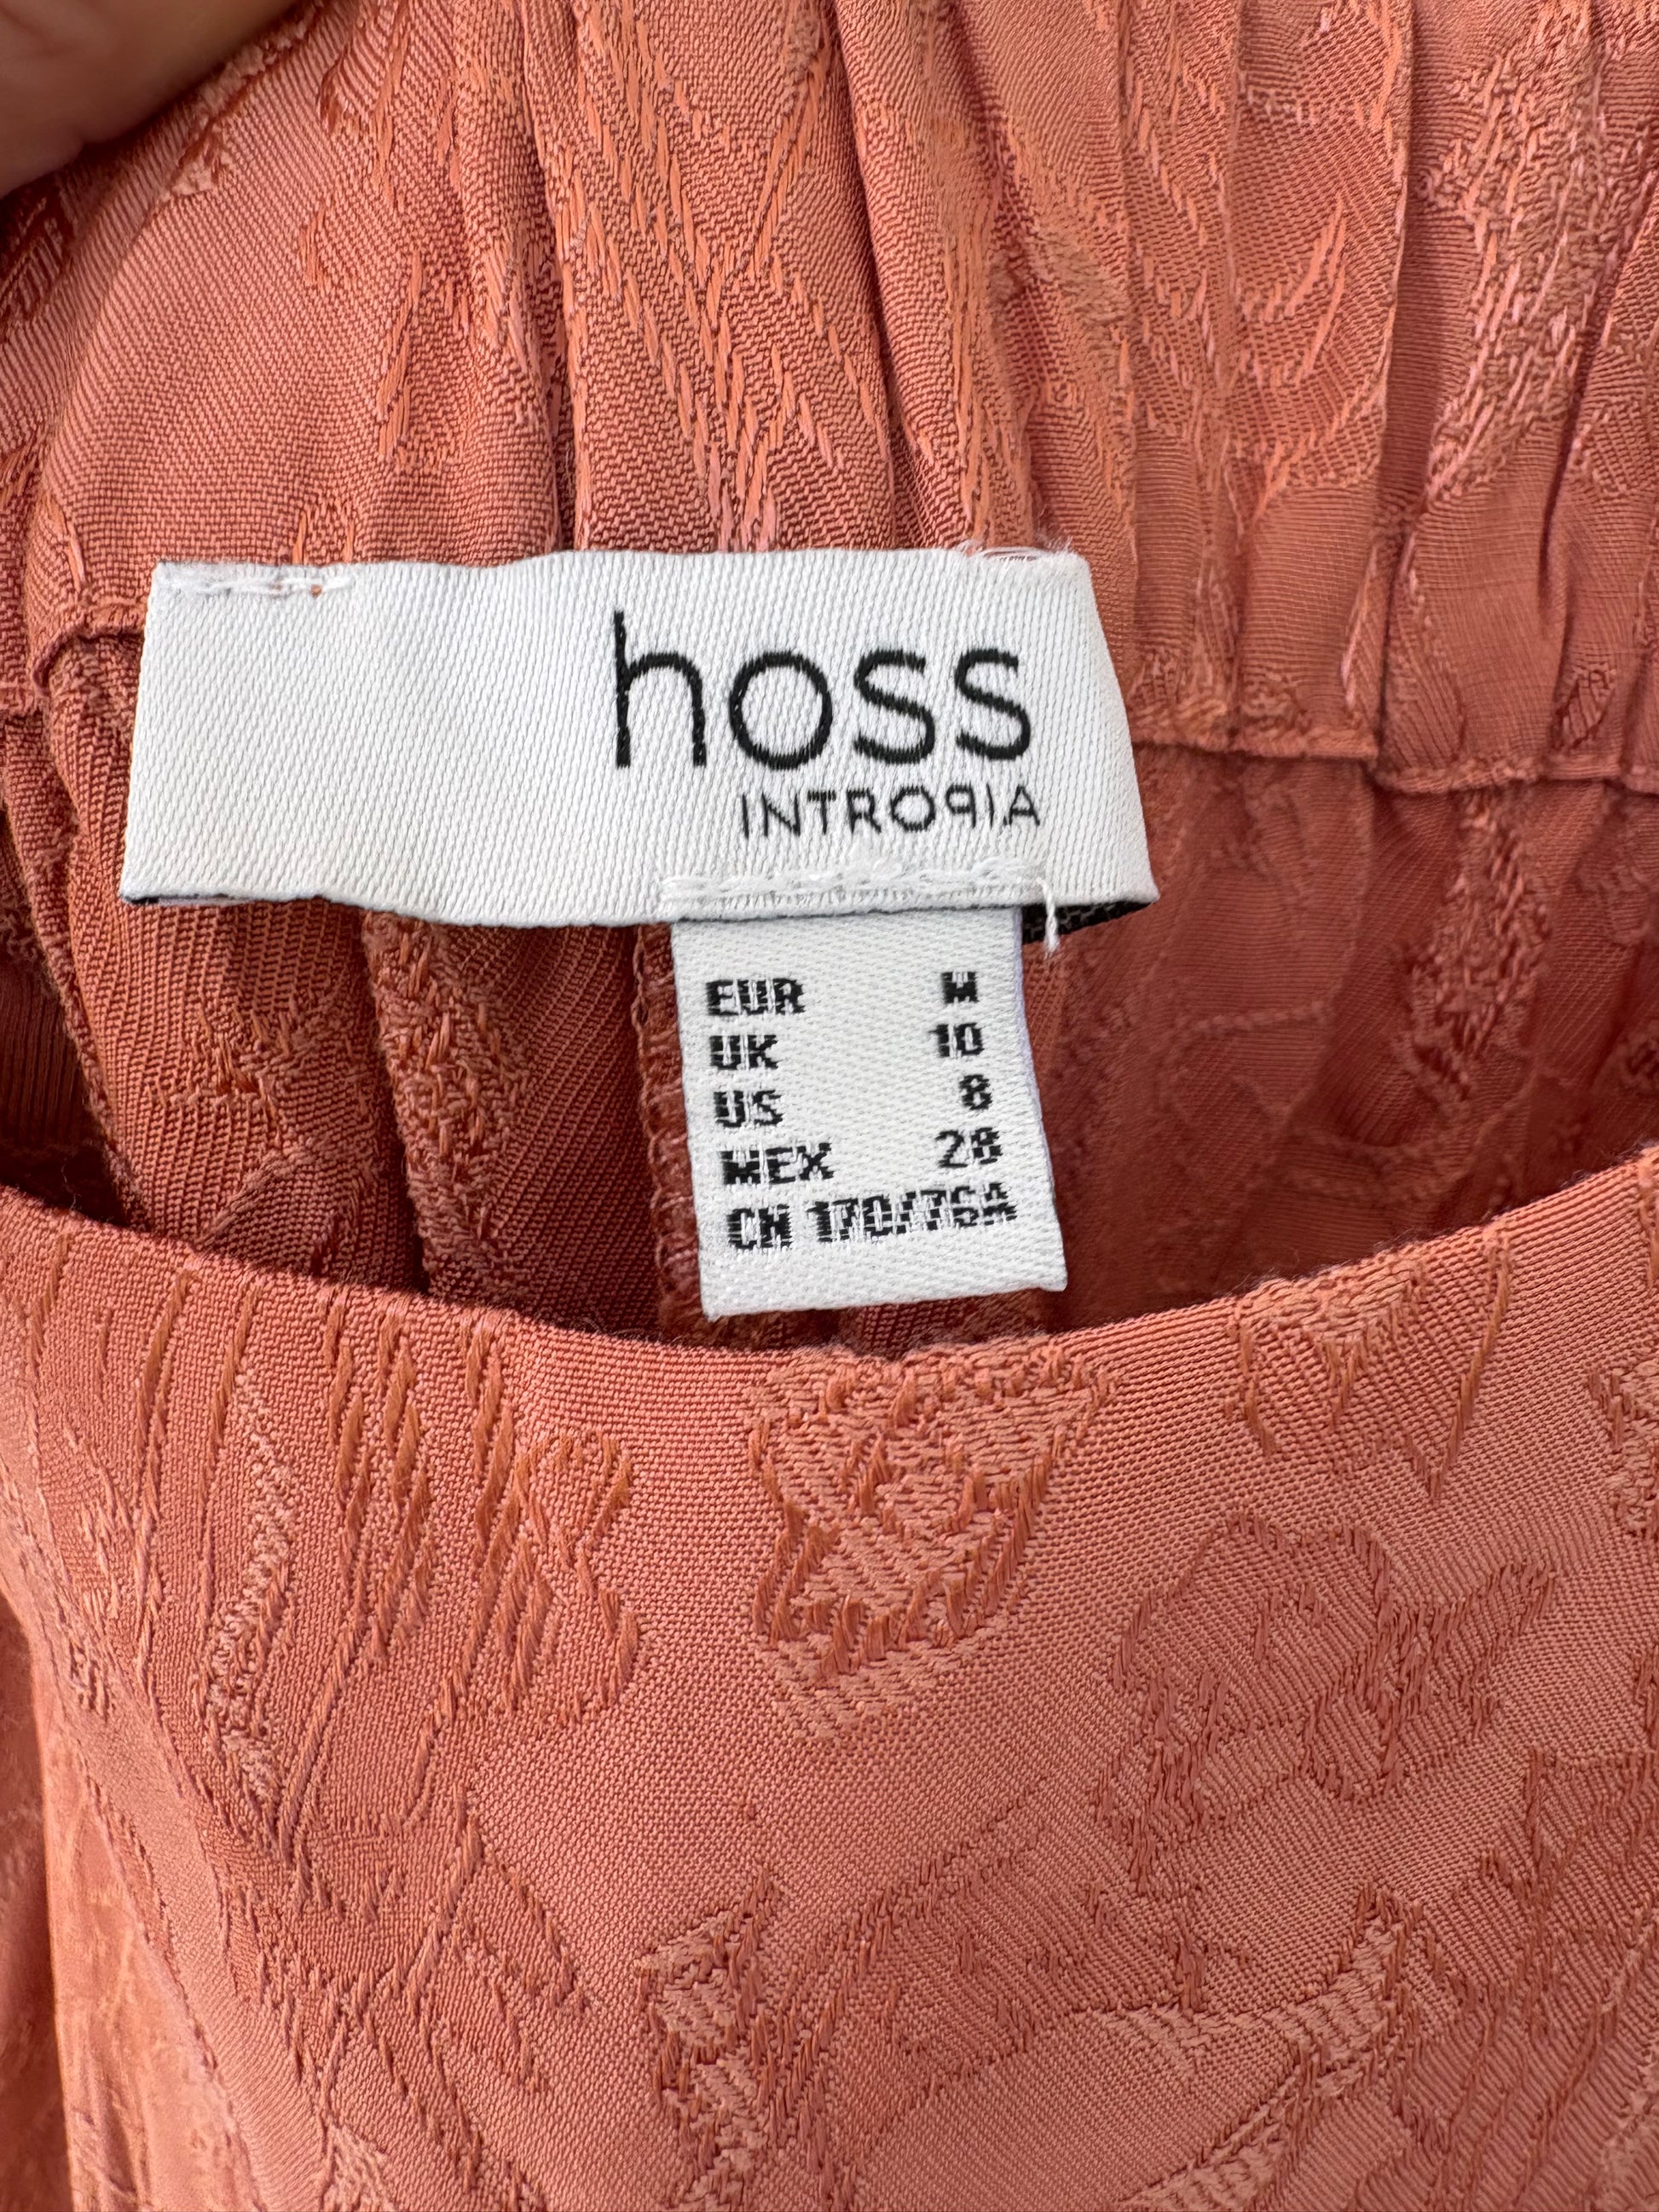 hoss
INTROPIA
EUR M
UK 10
US 8
MEX 28
CN 170/76A